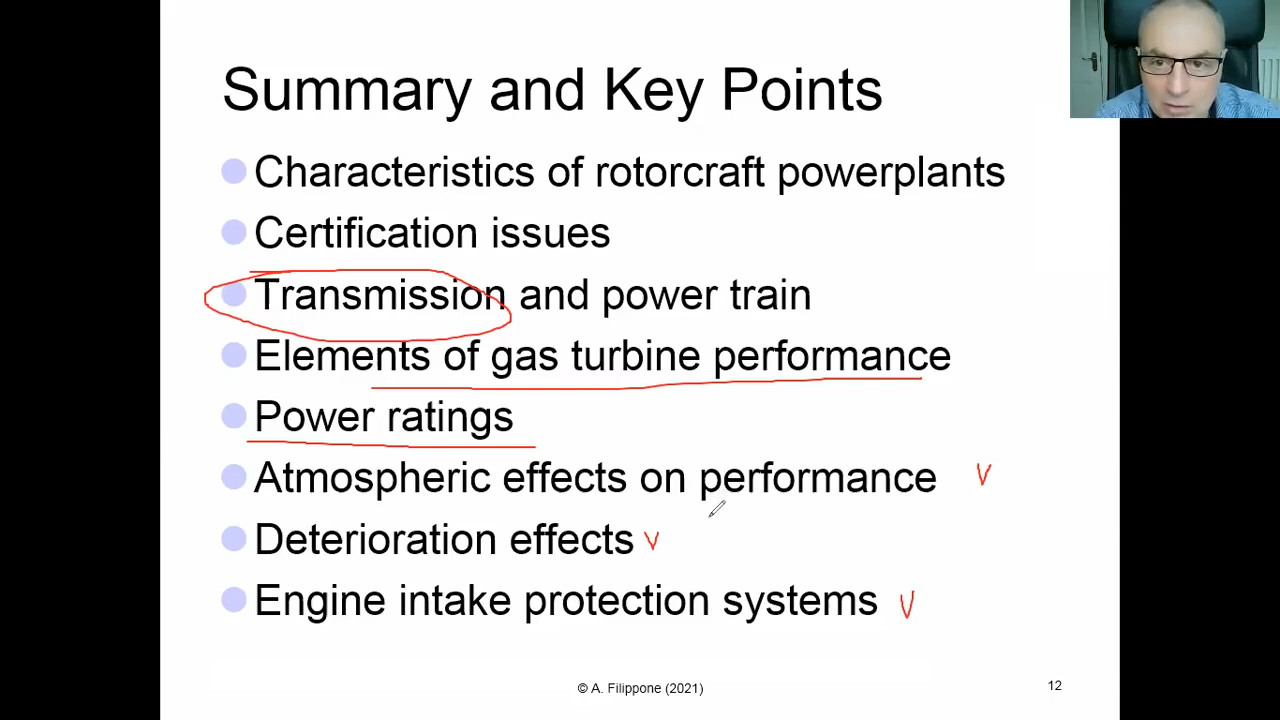 Summary and Key Points
Characteristics of rotorcraft powerplants
Certification issues
Transmission and power train
Elements of gas turbine performance
Power ratings
Atmospheric effects on performance
Deterioration effects
Engine intake protection systems
© A. Filippone (2021)
12